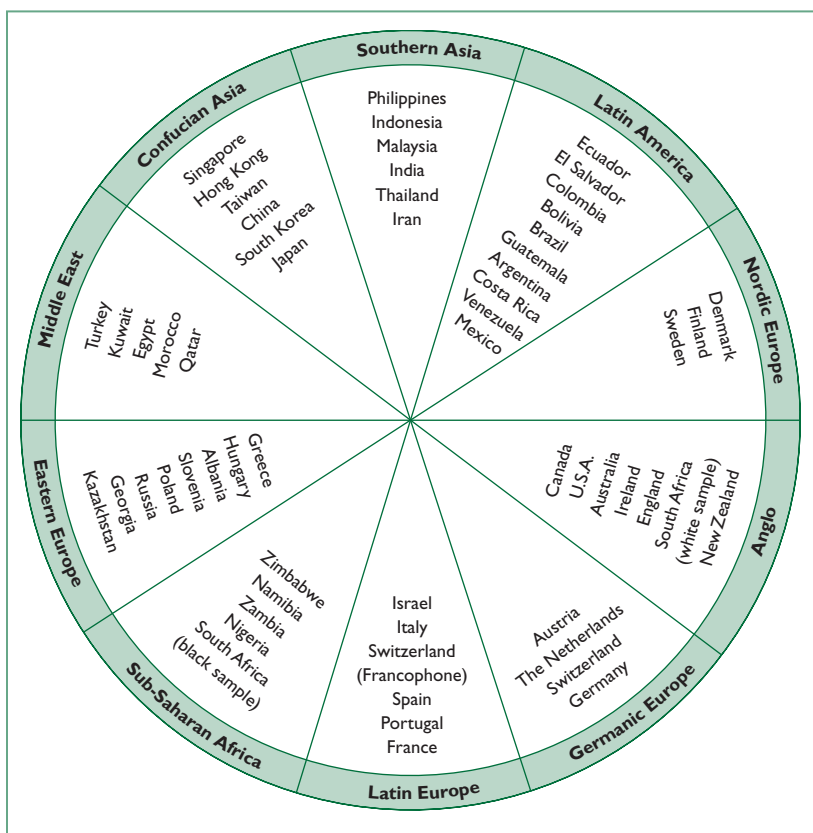 Southern Asia
Philippines
Indonesia
Malaysia
India
Thailand
Iran
Latin America
Ecuador
El Salvador
Colombia
Bolivia
Brazil
Guatemala
Argentina
Costa Rica
Venezuela
Mexico
Nordic Europe
Denmark
Finland
Sweden
Anglo
Canada
U.S.A.
Australia
Ireland
England
South Africa
(white sample)
New Zealand
Germanic Europe
Austria
The Netherlands
Switzerland
Germany
Latin Europe
Israel
Italy
Switzerland
(Francophone)
Spain
Portugal
France
Sub-Saharan Africa
Zimbabwe
Namibia
Zambia
Nigeria
South Africa
(black sample)
Eastern Europe
Greece
Hungary
Albania
Slovenia
Poland
Russia
Georgia
Kazakhstan
Middle East
Turkey
Kuwait
Egypt
Morocco
Qatar
Confucian Asia
Singapore
Hong Kong
Taiwan
China
South Korea
Japan